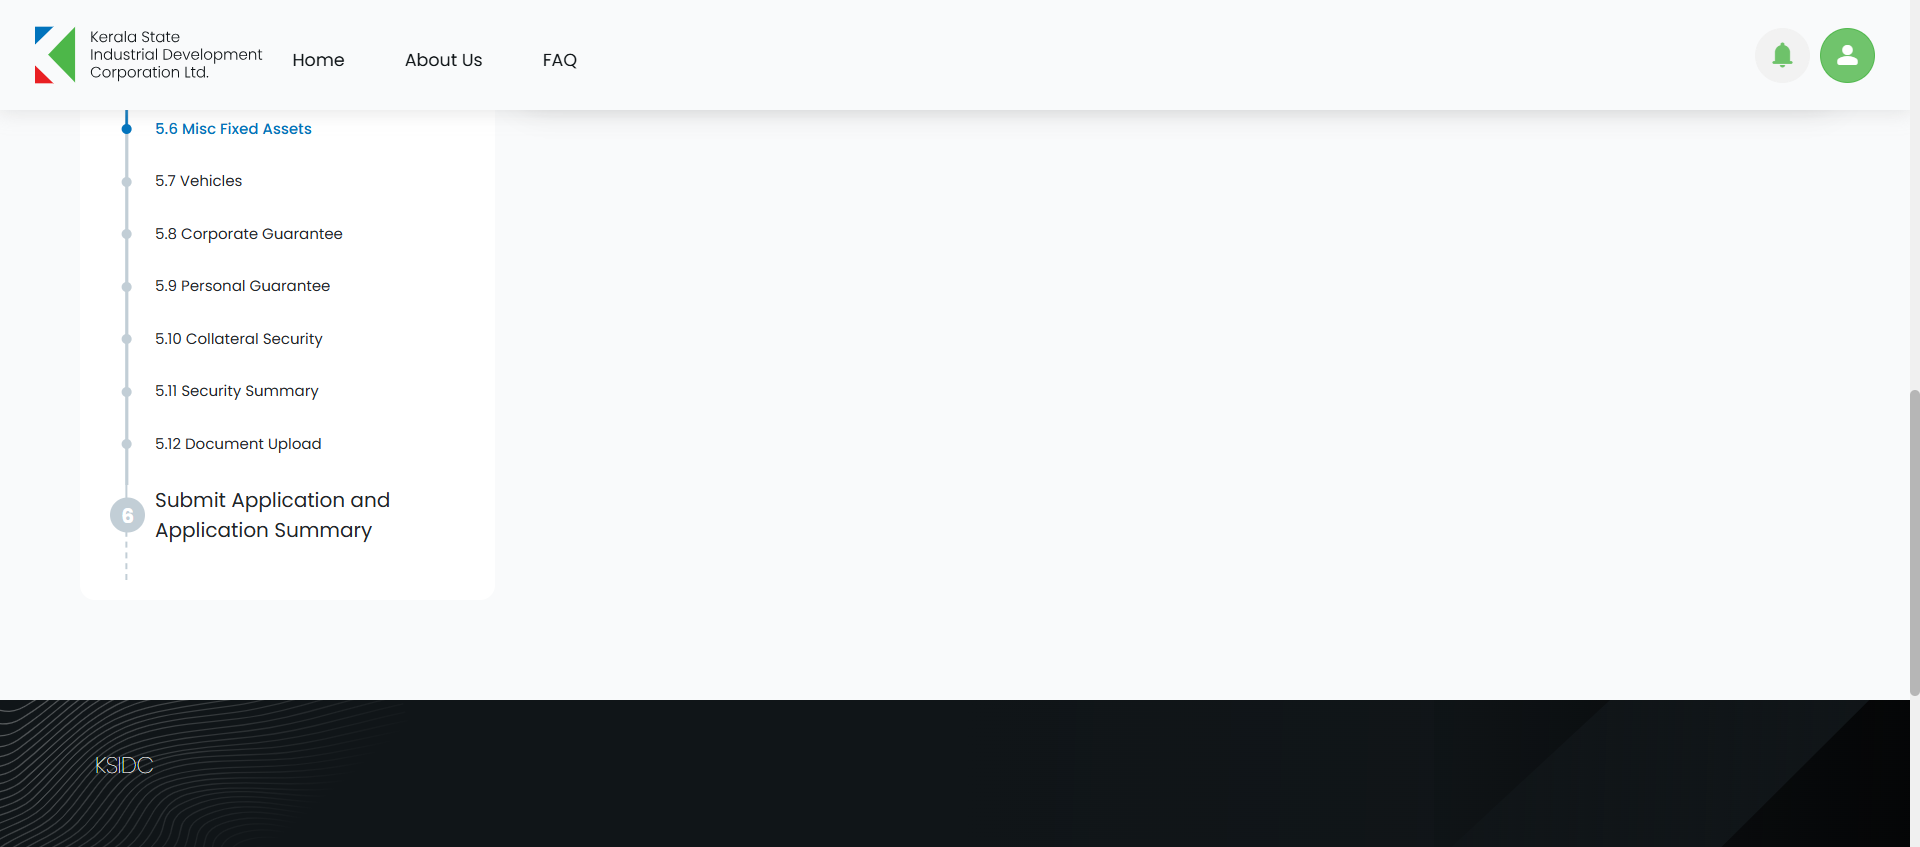 Kerala State
Industrial Development
Corporation Ltd.
Home
About Us
FAQ
5.6 Misc Fixed Assets
5.7 Vehicles
5.8 Corporate Guarantee
5.9 Personal Guarantee
5.10 Collateral Security
5.11 Security Summary
5.12 Document Upload
6
Submit Application and
Application Summary
KSIDC